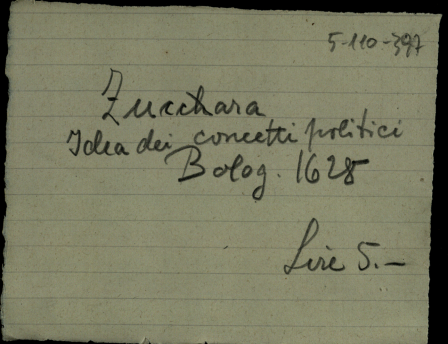 5-110-397
Zucchara
Idea dei concetti politici
Bolog. 1628
Lire 5.—